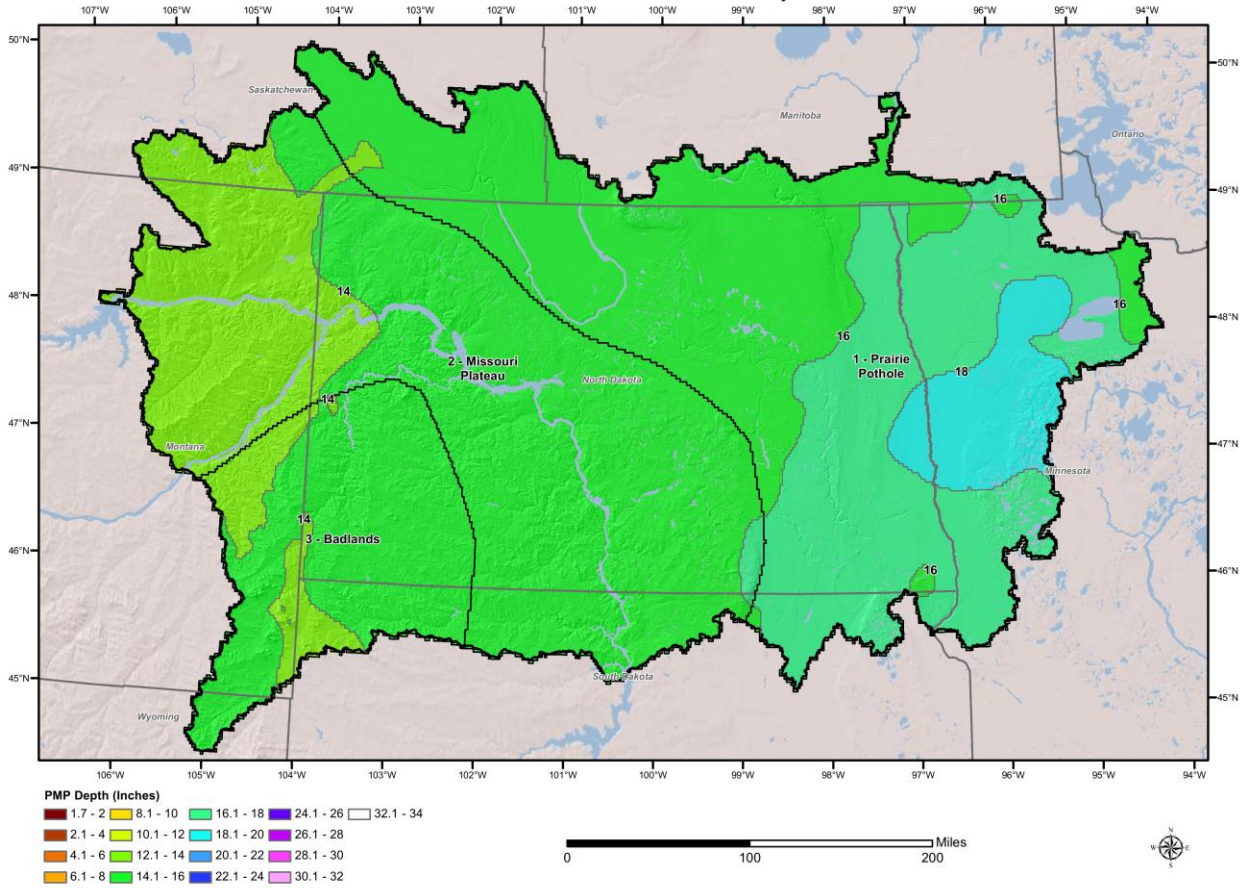 107°W 106°W 105°W 104°W 103°W 102°W 101°W 100°W 99°W 98°W 97°W 96°W 95°W 94°W
50°N
50°N
Saskatchewan
Manitoba
Ontario
49°N
49°N
16
48°N
48°N
14
16
16
2 - Missouri
Plateau
1 - Prairie
Pothole
North Dakota
18
14
47°N
47°N
Montana
Minnesota
14
3 - Badlands
46°N
46°N
16
45°N
45°N
South Dakota
Wyoming
106°W 105°W 104°W 103°W 102°W 101°W 100°W 99°W 98°W 97°W 96°W 95°W 94°W
PMP Depth (Inches)
1.7 - 2 8.1 - 10 16.1 - 18 24.1 - 26 32.1 - 34
2.1 - 4 10.1 - 12 18.1 - 20 26.1 - 28
4.1 - 6 12.1 - 14 20.1 - 22 28.1 - 30
6.1 - 8 14.1 - 16 22.1 - 24 30.1 - 32
Miles
0 100 200
N
W E
S